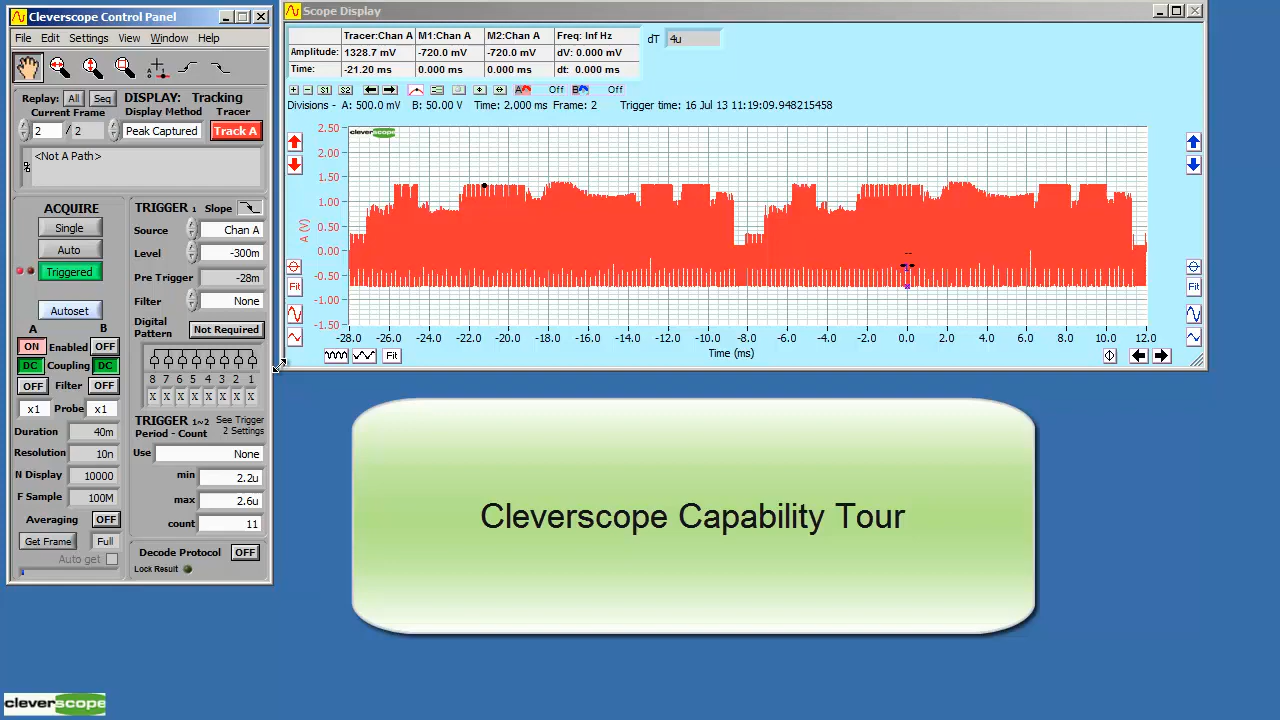 Cleverscope Control Panel
File Edit Settings View Window Help
Replay: All Seq DISPLAY: Tracking
Current Frame Display Method Tracer
2 / 2 Peak Captured Track A
<Not A Path>
ACQUIRE
Single
Auto
Triggered
Autoset
A B
ON Enabled OFF
DC Coupling DC
OFF Filter OFF
x1 Probe x1
Duration 40m
Resolution 10n
N Display 10000
F Sample 100M
Averaging OFF
Get Frame Full
Auto get
TRIGGER 1 Slope
Source Chan A
Level -300m
Pre Trigger -28m
Filter None
Digital
Pattern Not Required
8 7 6 5 4 3 2 1
X X X X X X X X
TRIGGER 1~2 See Trigger
Period - Count 2 Settings
Use None
min 2.2u
max 2.6u
count 11
Decode Protocol OFF
Lock Result
Scope Display
Tracer:Chan A M1:Chan A M2:Chan A Freq: Inf Hz
Amplitude: 1328.7 mV -720.0 mV -720.0 mV dV: 0.000 mV
Time: -21.20 ms 0.000 ms 0.000 ms dt: 0.000 ms
dT 4u
S1 S2 A Off B Off
Divisions - A: 500.0 mV B: 50.00 V Time: 2.000 ms Frame: 2 Trigger time: 16 Jul 13 11:19:09.948215458
cleverscope
2.50
2.00
1.50
1.00
0.50
0.00
-0.50
-1.00
-1.50
A (V)
Fit
Fit
-28.0 -26.0 -24.0 -22.0 -20.0 -18.0 -16.0 -14.0 -12.0 -10.0 -8.0 -6.0 -4.0 -2.0 0.0 2.0 4.0 6.0 8.0 10.0 12.0
Time (ms)
Fit
Cleverscope Capability Tour
cleverscope